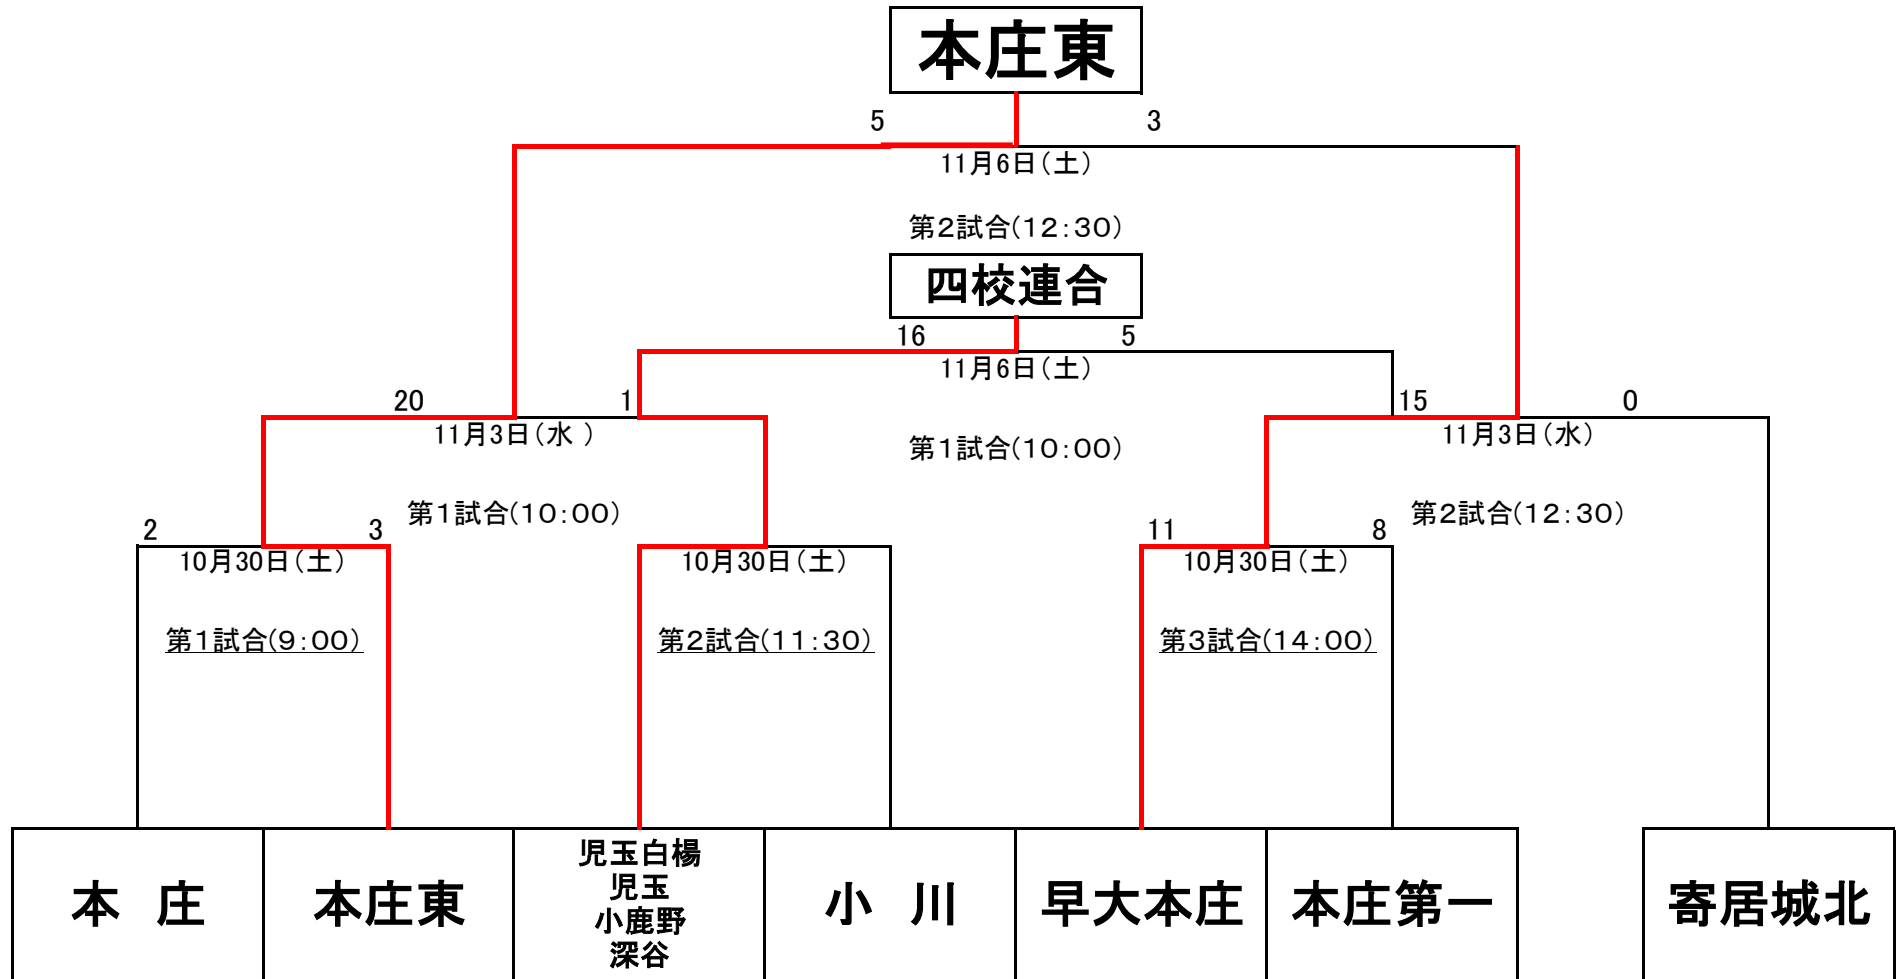 本庄東
5 3
11月6日(土)
第2試合(12:30)
四校連合
16 5
11月6日(土)
20 1 15 0
11月3日(水 ) 第1試合(10:00) 11月3日(水)
第1試合(10:00) 第2試合(12:30)
2 3 11 8
10月30日(土) 10月30日(土) 10月30日(土)
第1試合(9:00) 第2試合(11:30) 第3試合(14:00)
本 庄
本庄東
児玉白楊
児玉
小鹿野
深谷
小 川
早大本庄
本庄第一
寄居城北